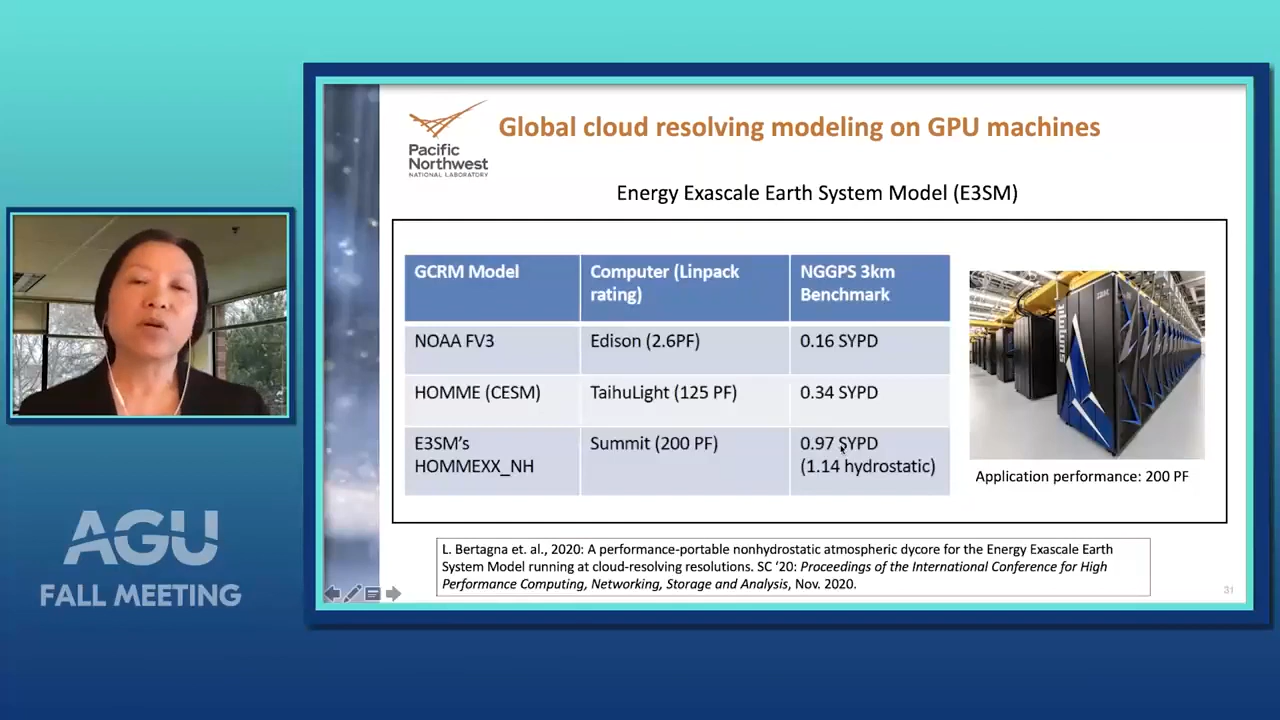 Pacific
Northwest
NATIONAL LABORATORY
Global cloud resolving modeling on GPU machines
Energy Exascale Earth System Model (E3SM)
GCRM Model
Computer (Linpack rating)
NGGPS 3km Benchmark
NOAA FV3
Edison (2.6PF)
0.16 SYPD
HOMME (CESM)
TaihuLight (125 PF)
0.34 SYPD
E3SM's HOMMEXX_NH
Summit (200 PF)
0.97 SYPD
(1.14 hydrostatic)
IBM
summit
Application performance: 200 PF
L. Bertagna et. al., 2020: A performance-portable nonhydrostatic atmospheric dycore for the Energy Exascale Earth
System Model running at cloud-resolving resolutions. SC '20: Proceedings of the International Conference for High
Performance Computing, Networking, Storage and Analysis, Nov. 2020.
31
AGU
FALL MEETING